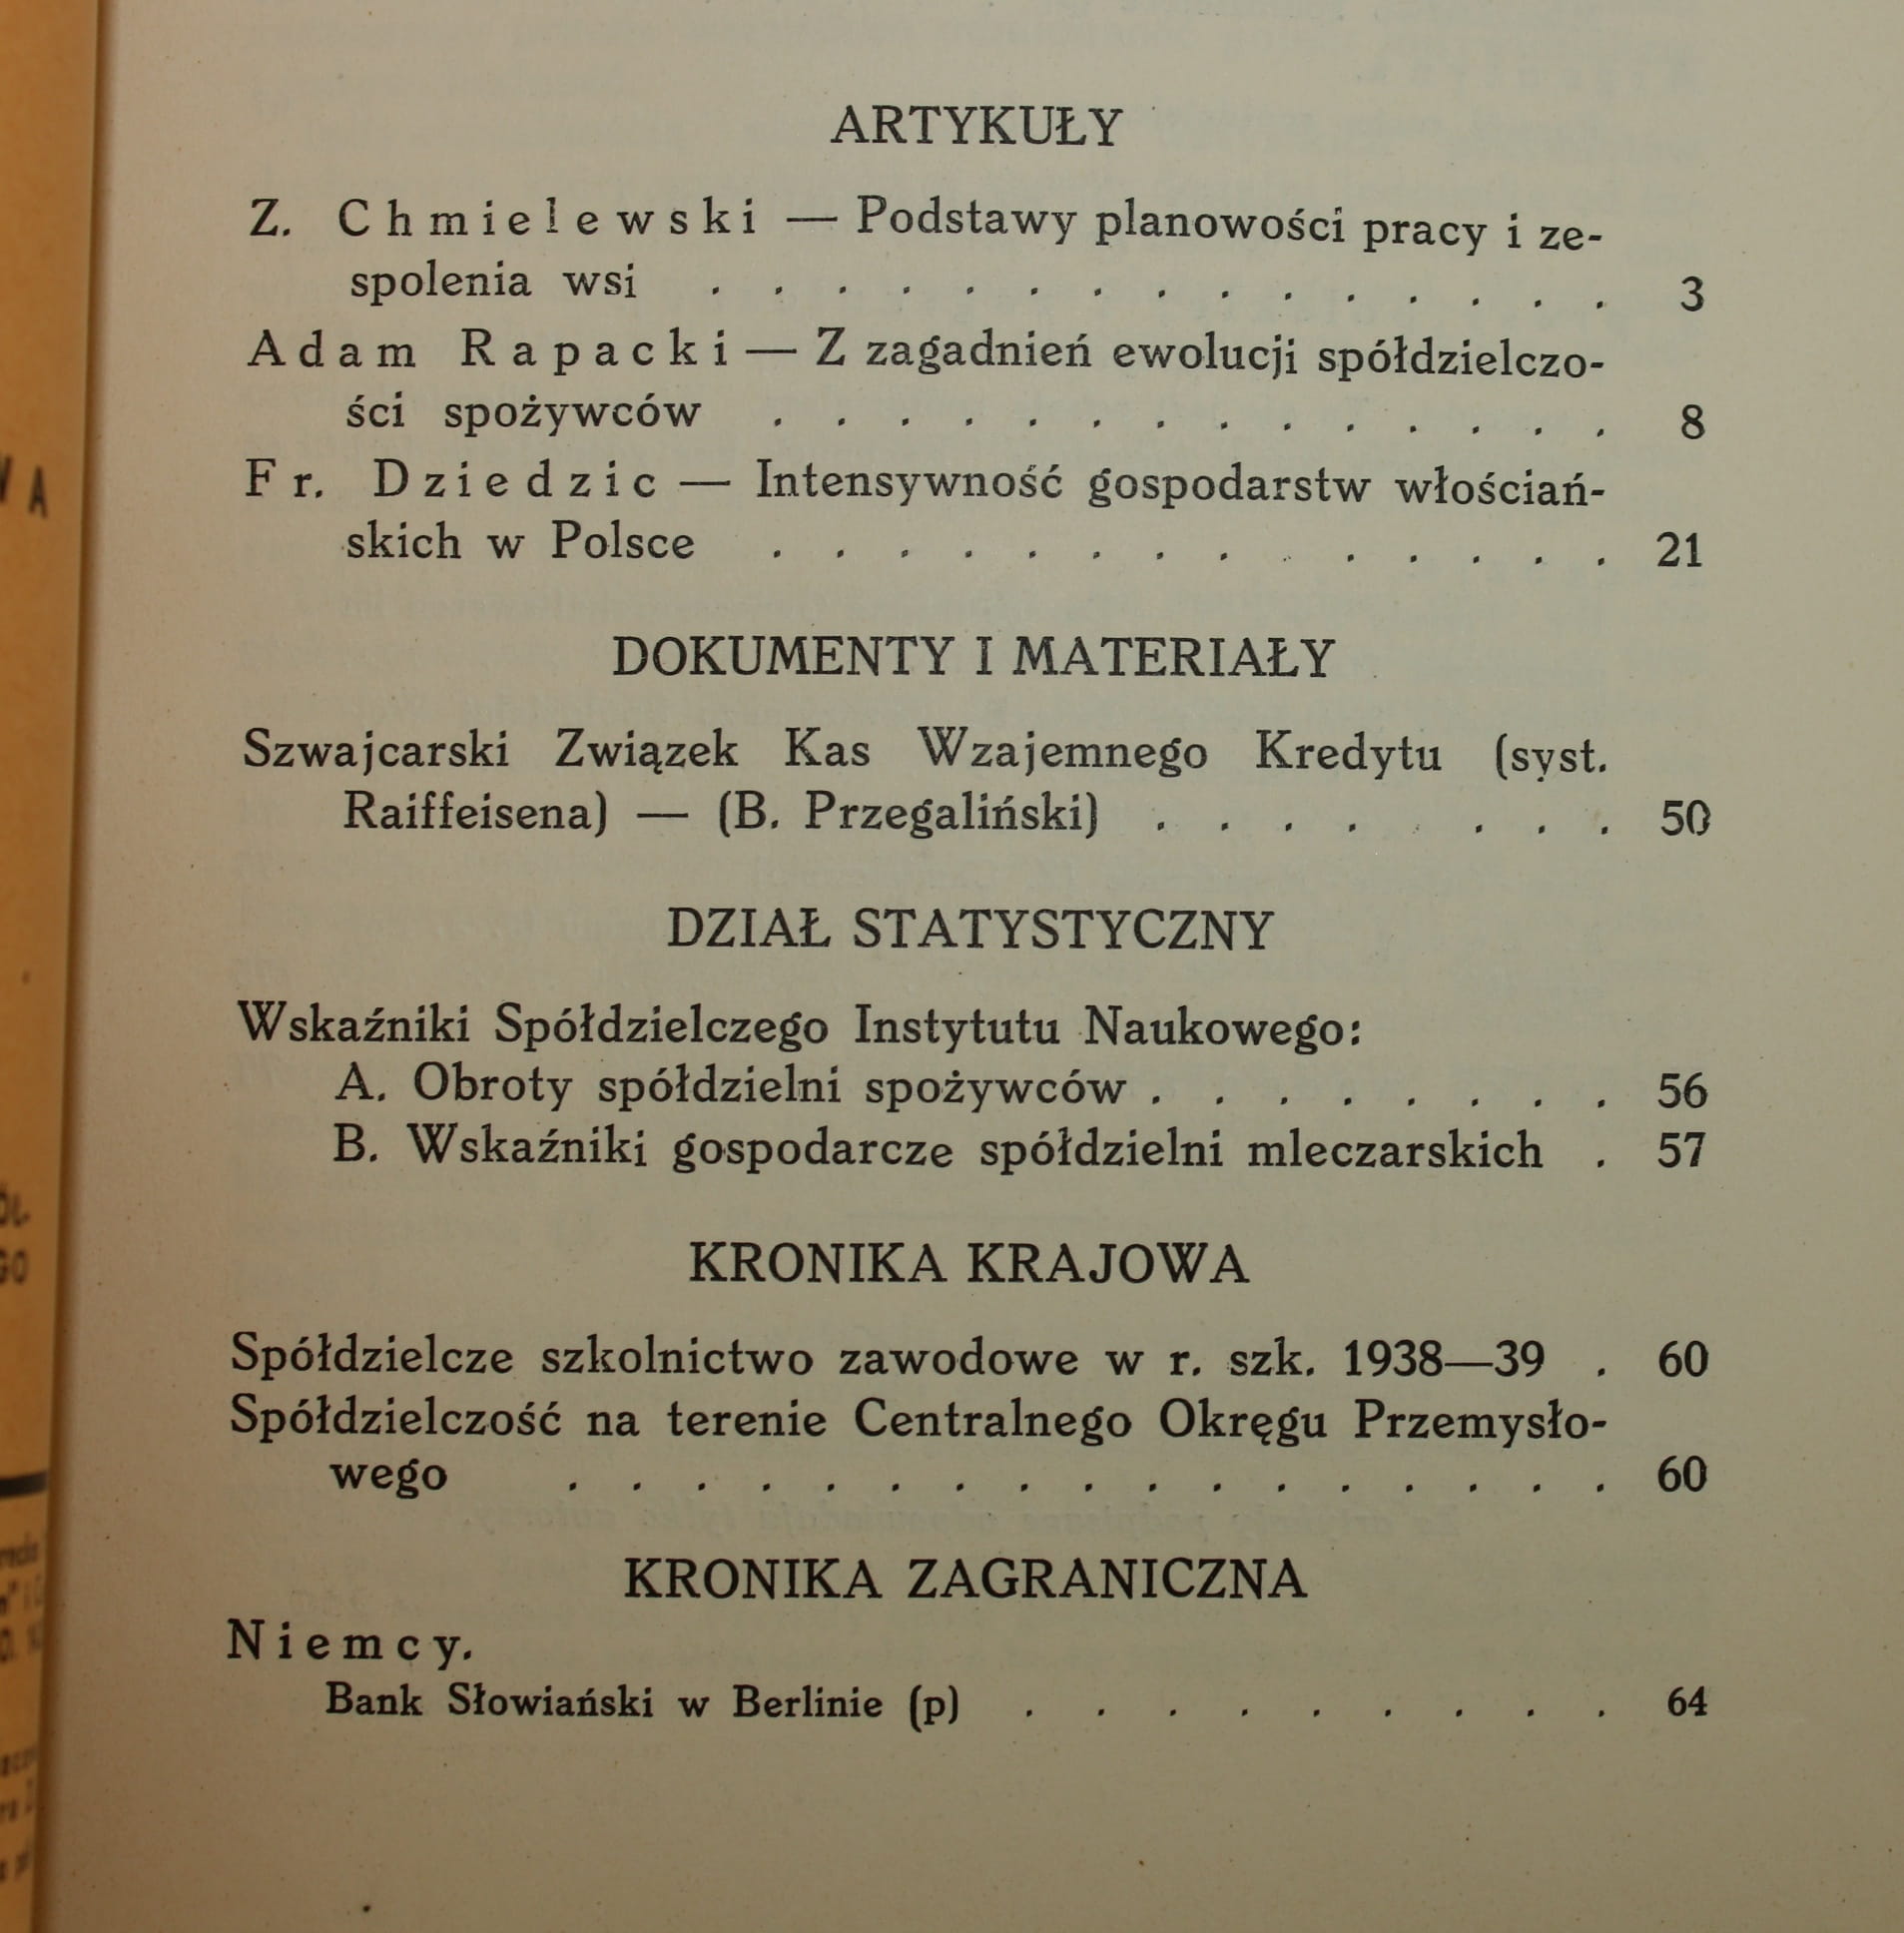 ARTYKUŁY
Z. Chmielewski — Podstawy planowości pracy i ze-
spolenia wsi . . . . . . . . . . . . . . . 3
Adam Rapacki — Z zagadnień ewolucji spółdzielczo-
ści spożywców . . . . . . . . . . . . . . 8
Fr. Dziedzic — Intensywność gospodarstw włościań-
skich w Polsce . . . . . . . . . . . . . . 21
DOKUMENTY I MATERIAŁY
Szwajcarski Związek Kas Wzajemnego Kredytu (syst.
Raiffeisena) — (B. Przegaliński) . . . . . . . . 50
DZIAŁ STATYSTYCZNY
Wskaźniki Spółdzielczego Instytutu Naukowego:
A. Obroty spółdzielni spożywców . . . . . . . . 56
B. Wskaźniki gospodarcze spółdzielni mleczarskich . 57
KRONIKA KRAJOWA
Spółdzielcze szkolnictwo zawodowe w r. szk. 1938—39 . 60
Spółdzielczość na terenie Centralnego Okręgu Przemysło-
wego . . . . . . . . . . . . . . . . . 60
KRONIKA ZAGRANICZNA
Niemcy.
Bank Słowiański w Berlinie (p) . . . . . . . . . 64